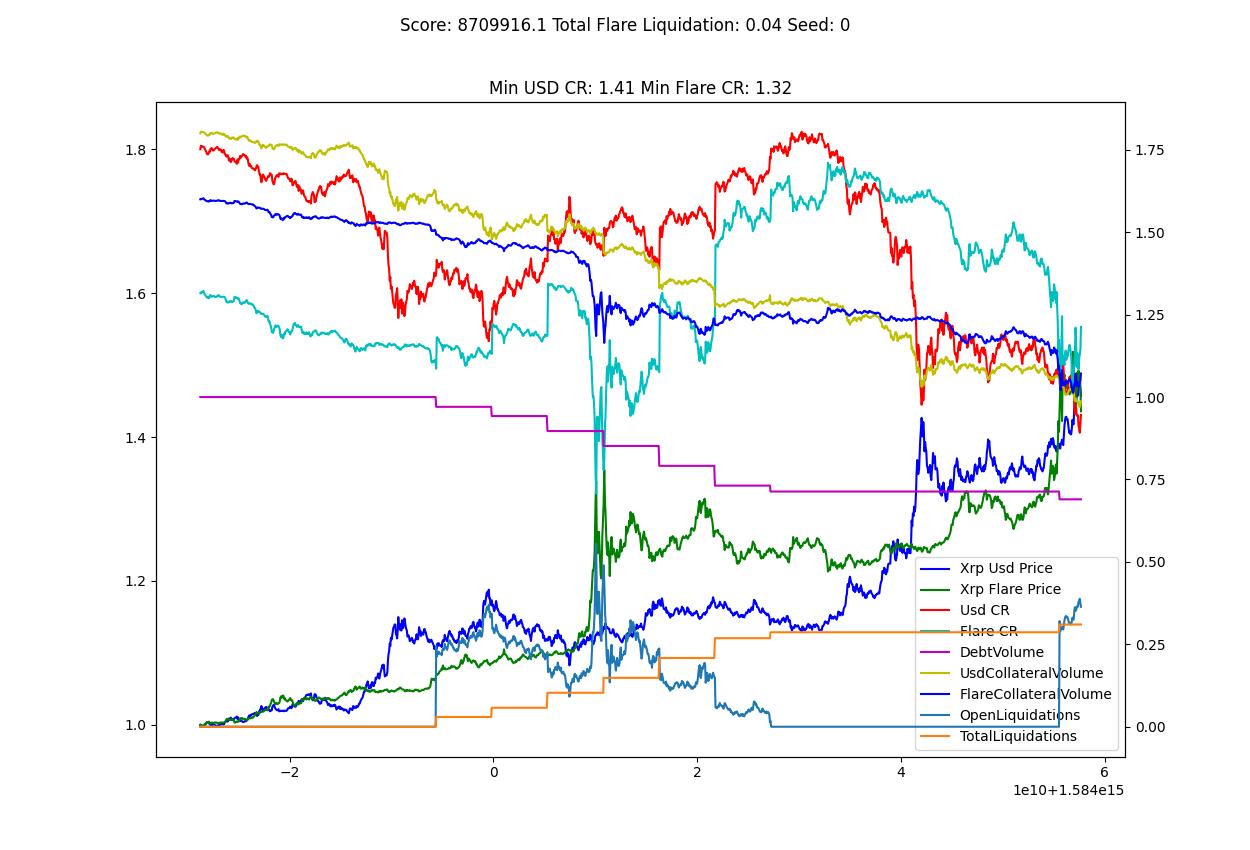 Score: 8709916.1 Total Flare Liquidation: 0.04 Seed: 0
Min USD CR: 1.41 Min Flare CR: 1.32
1.8
1.6
1.4
1.2
1.0
1.75
1.50
1.25
1.00
0.75
0.50
0.25
0.00
Xrp Usd Price
Xrp Flare Price
Usd CR
Flare CR
DebtVolume
UsdCollateralVolume
FlareCollateralVolume
OpenLiquidations
TotalLiquidations
−2 0 2 4 6
1e10+1.584e15